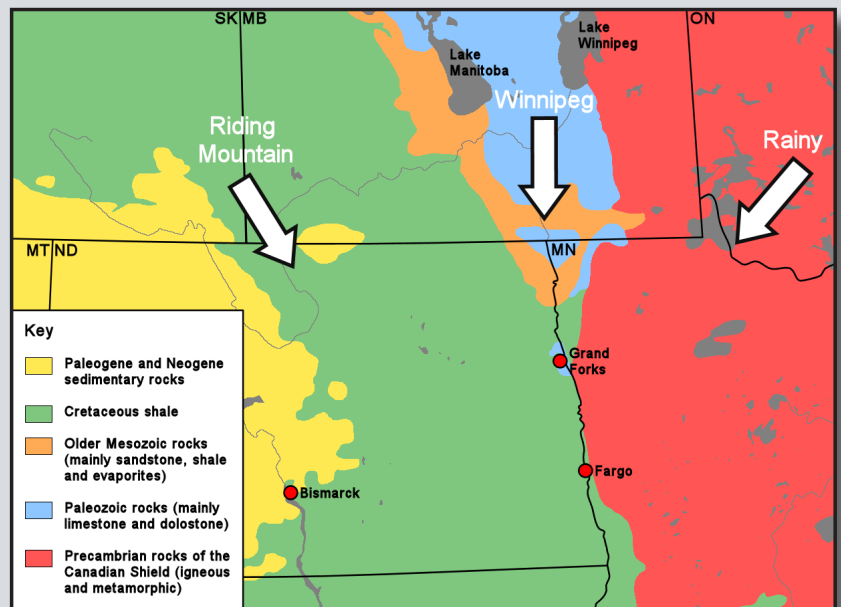 SK MB
ON
Lake
Winnipeg
Lake
Manitoba
Winnipeg
Riding
Mountain
Rainy
MT ND
MN
Key
Paleogene and Neogene
sedimentary rocks
Cretaceous shale
Older Mesozoic rocks
(mainly sandstone, shale
and evaporites)
Paleozoic rocks (mainly
limestone and dolostone)
Precambrian rocks of the
Canadian Shield (igneous
and metamorphic)
Grand
Forks
Fargo
Bismarck